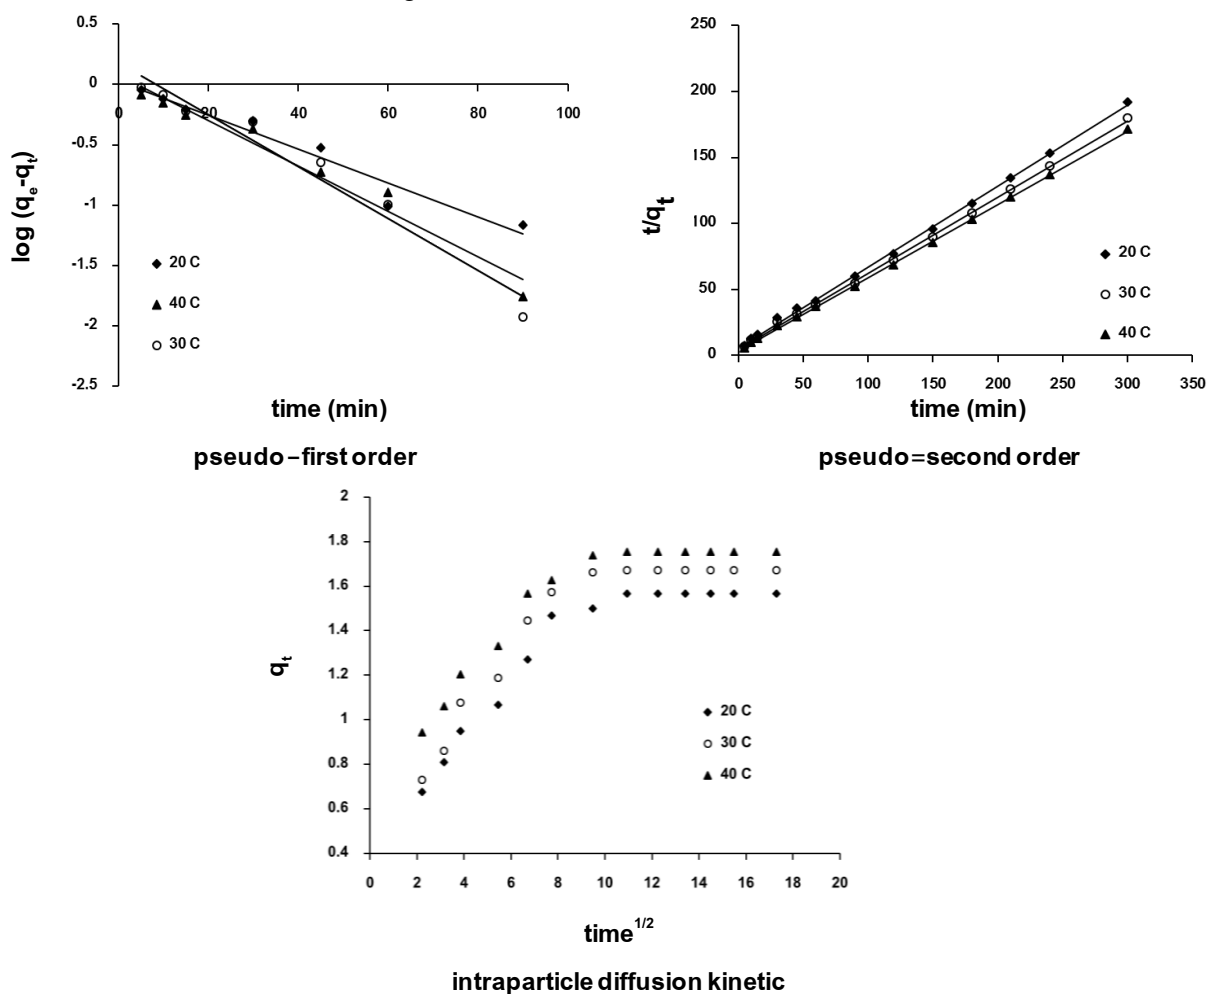 0.5
0
-0.5
-1
-1.5
-2
-2.5
0
20
40
60
80
100
log (qe-qt)
20 C
40 C
30 C
time (min)
pseudo–first order
250
200
150
100
50
0
0
50
100
150
200
250
300
350
t/qt
20 C
30 C
40 C
time (min)
pseudo=second order
2
1.8
1.6
1.4
1.2
1
0.8
0.6
0.4
0
2
4
6
8
10
12
14
16
18
20
qt
20 C
30 C
40 C
time1/2
intraparticle diffusion kinetic